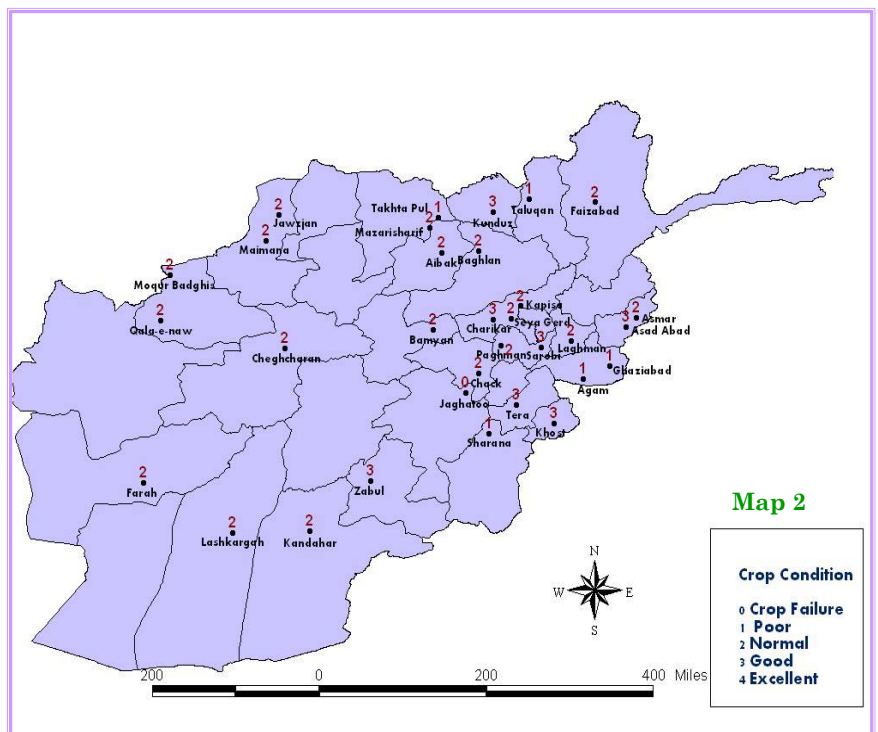 2
Jawzjan
2
Maimana
2
Moqur Badghis
2
Qala-e-naw
2
Cheghcharan
Takhta Pul
1
2
Mazarisharif
3
Kunduz
1
Taluqan
2
Faizabad
2
Aibak
2
Baghlan
2
Bamyan
2
Kapisa
3
Charikar
2
Seya Gerd
2
Paghman
3
Sarobi
2
Laghman
2
Asmar
3
Asad Abad
1
Ghaziabad
1
Agam
2
Chack
0
Jaghatoo
3
Tera
1
Sharana
3
Khost
3
Zabul
2
Farah
2
Lashkargah
2
Kandahar
Map 2
N
W E
S
Crop Condition
0 Crop Failure
1 Poor
2 Normal
3 Good
4 Excellent
200 0 200 400 Miles